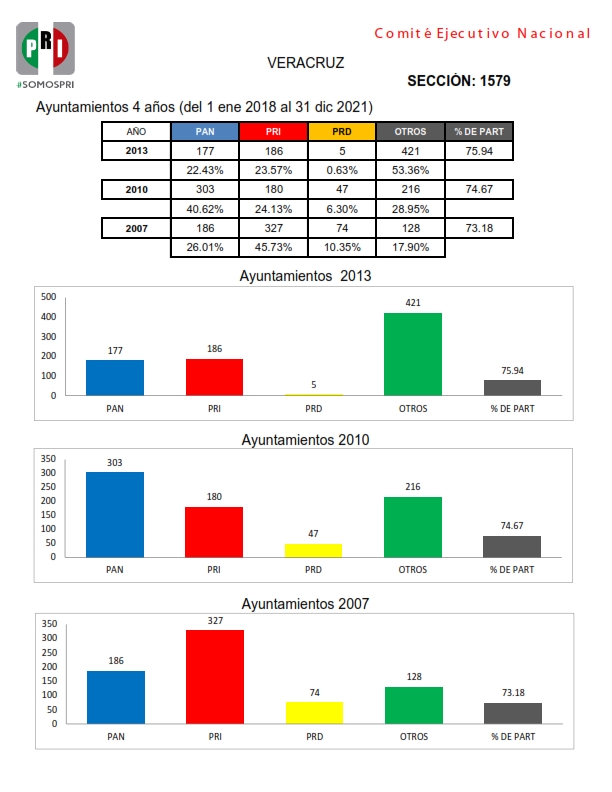 Comité Ejecutivo Nacional
PRI
#SOMOSPRI
VERACRUZ
SECCIÓN: 1579
Ayuntamientos 4 años (del 1 ene 2018 al 31 dic 2021)
AÑO PAN PRI PRD OTROS % DE PART
2013 177 186 5 421 75.94
22.43% 23.57% 0.63% 53.36%
2010 303 180 47 216 74.67
40.62% 24.13% 6.30% 28.95%
2007 186 327 74 128 73.18
26.01% 45.73% 10.35% 17.90%
Ayuntamientos 2013
500
400
300
200
100
0
177 186 5 421 75.94
PAN PRI PRD OTROS % DE PART
Ayuntamientos 2010
350
300
250
200
150
100
50
0
303 180 47 216 74.67
PAN PRI PRD OTROS % DE PART
Ayuntamientos 2007
350
300
250
200
150
100
50
0
186 327 74 128 73.18
PAN PRI PRD OTROS % DE PART